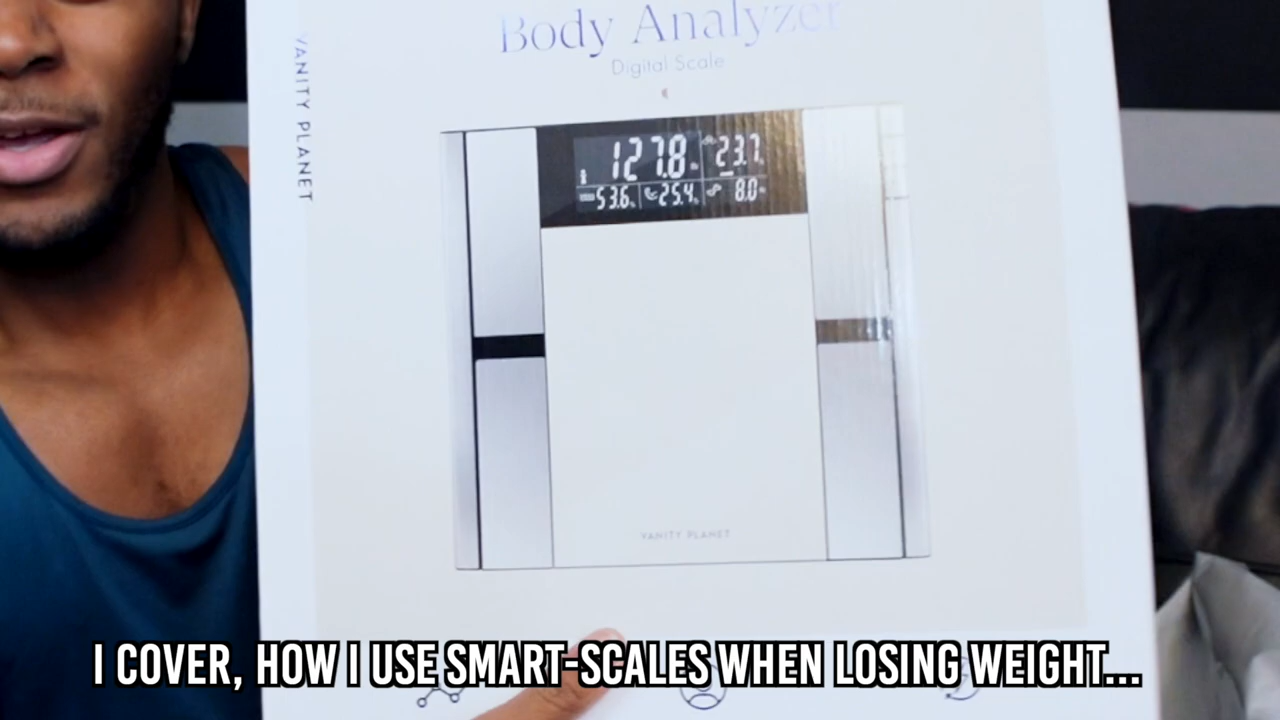 Body Analyzer
Digital Scale
VANITY PLANET
127.8
23.7
53.6 25.4 8.0
VANITY PLANET
I COVER, HOW I USE SMART-SCALES WHEN LOSING WEIGHT...